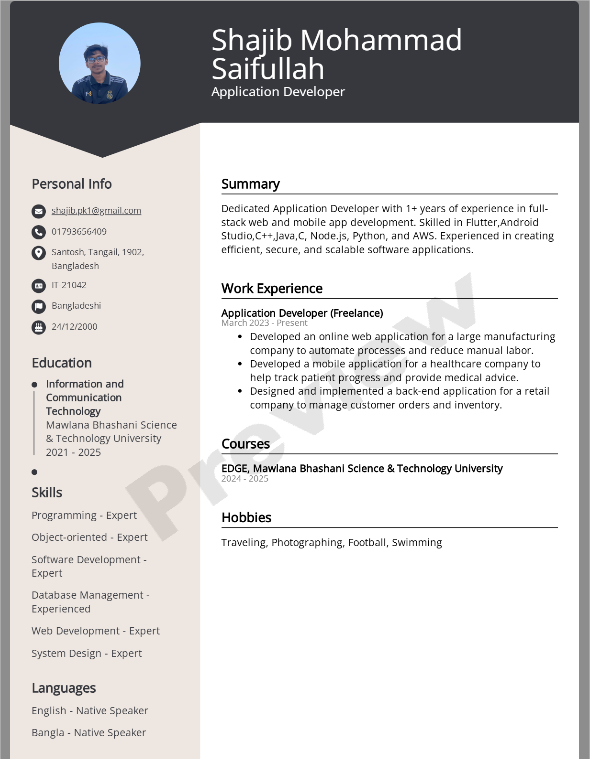 Shajib Mohammad
Saifullah
Application Developer
Personal Info
shajib.pk1@gmail.com
01793656409
Santosh, Tangail, 1902,
Bangladesh
IT 21042
Bangladeshi
24/12/2000
Education
Information and
Communication
Technology
Mawlana Bhashani Science
& Technology University
2021 - 2025
Skills
Programming - Expert
Object-oriented - Expert
Software Development -
Expert
Database Management -
Experienced
Web Development - Expert
System Design - Expert
Languages
English - Native Speaker
Bangla - Native Speaker
Summary
Dedicated Application Developer with 1+ years of experience in full-
stack web and mobile app development. Skilled in Flutter,Android
Studio,C++,Java,C, Node.js, Python, and AWS. Experienced in creating
efficient, secure, and scalable software applications.
Work Experience
Application Developer (Freelance)
March 2023 - Present
• Developed an online web application for a large manufacturing
company to automate processes and reduce manual labor.
• Developed a mobile application for a healthcare company to
help track patient progress and provide medical advice.
• Designed and implemented a back-end application for a retail
company to manage customer orders and inventory.
Courses
EDGE, Mawlana Bhashani Science & Technology University
2024 - 2025
Hobbies
Traveling, Photographing, Football, Swimming
Preview